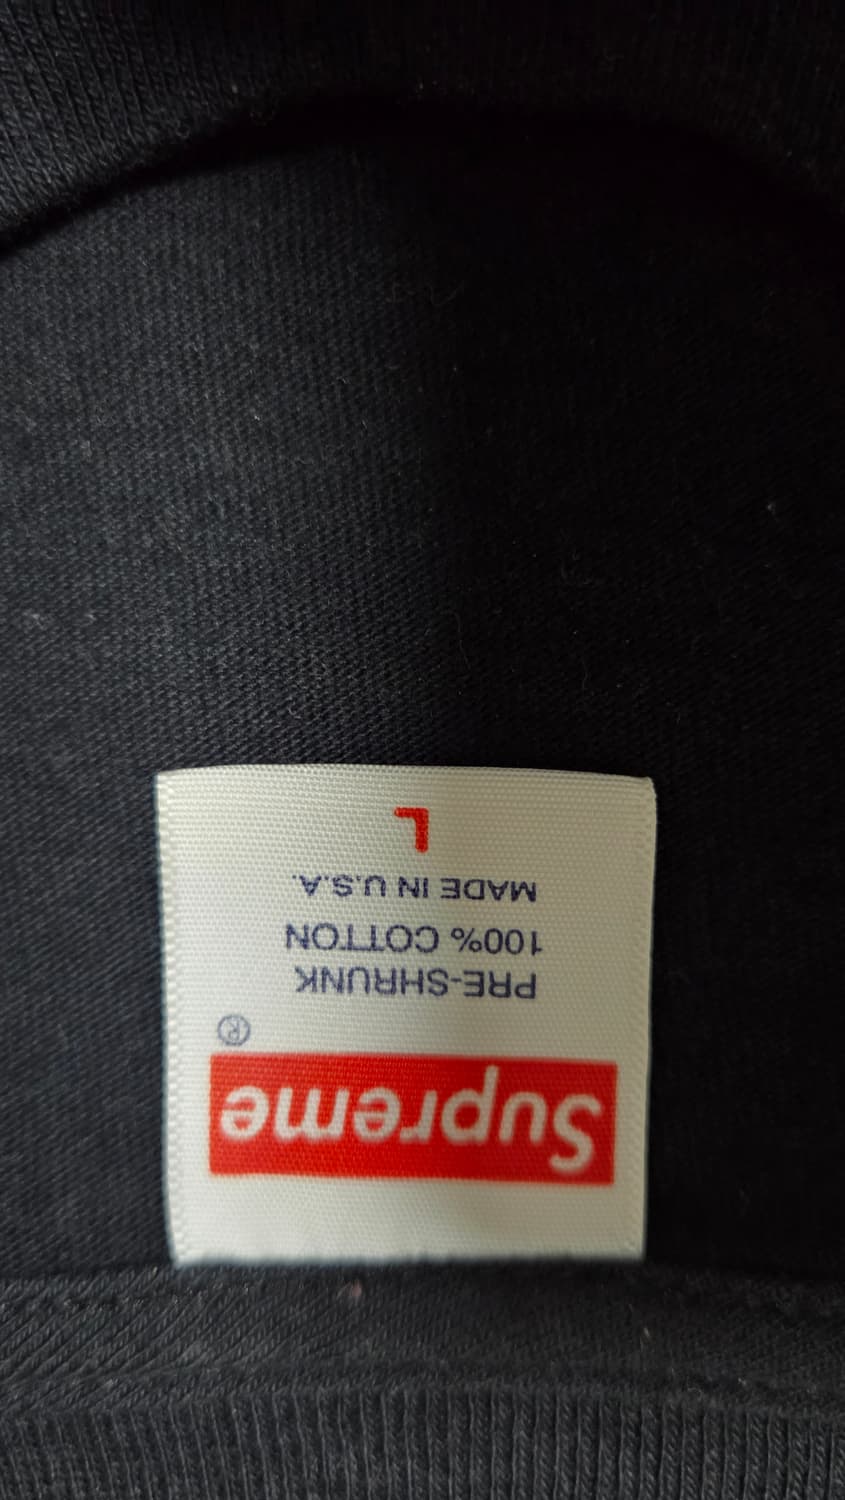 Supreme
®
PRE-SHRUNK
100% COTTON
MADE IN U.S.A.
L